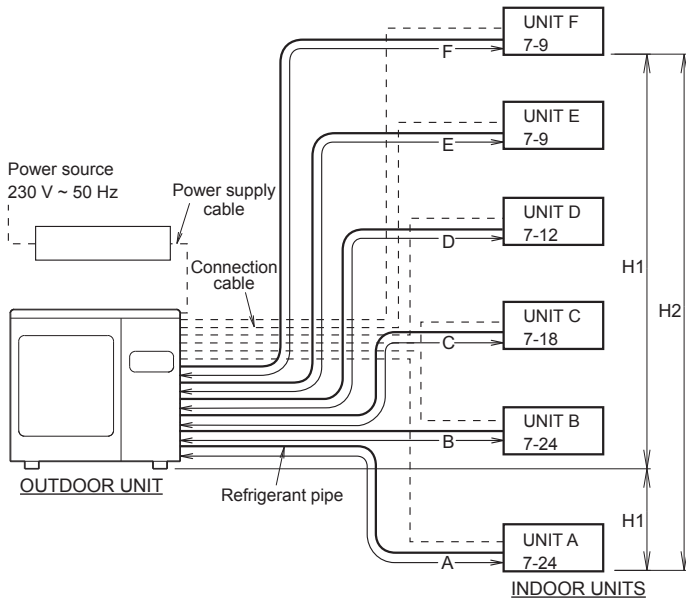 UNIT F
7-9
F
UNIT E
7-9
E
Power source
230 V ~ 50 Hz
Power supply
cable
UNIT D
7-12
D
Connection
cable
H1
H2
UNIT C
7-18
C
UNIT B
7-24
B
OUTDOOR UNIT
Refrigerant pipe
H1
UNIT A
7-24
A
INDOOR UNITS